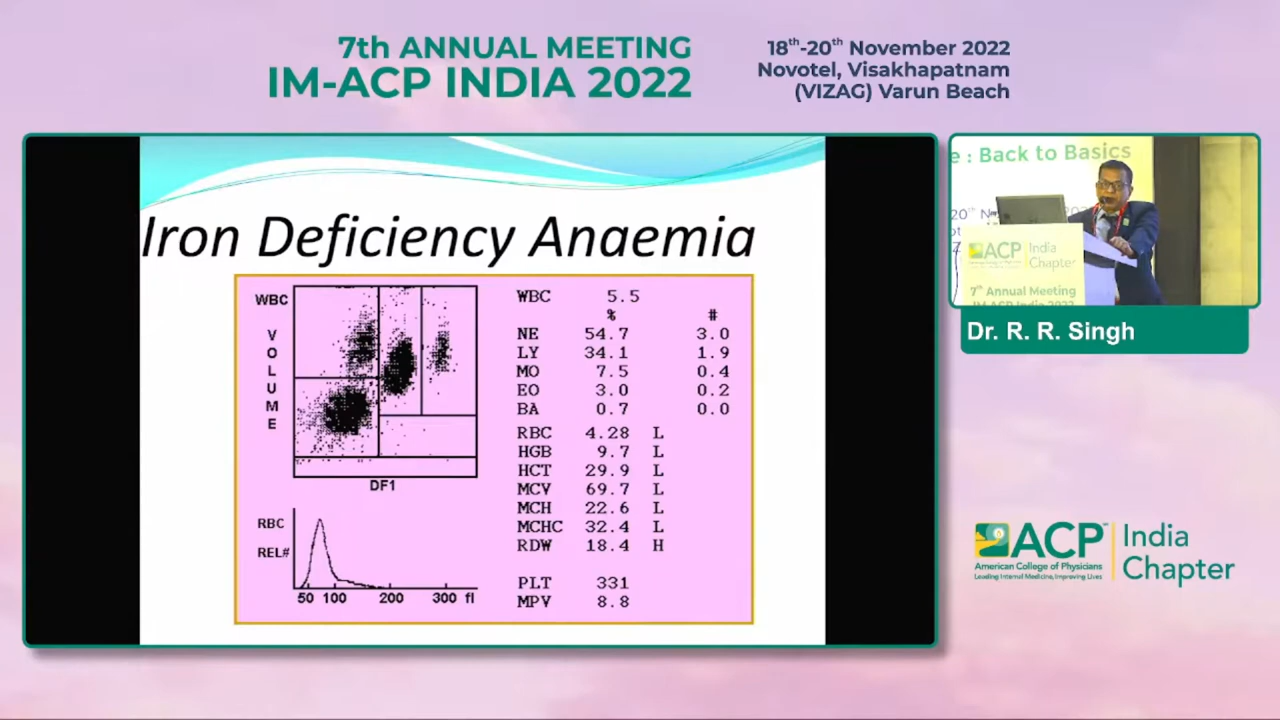 7th ANNUAL MEETING
IM-ACP INDIA 2022
18th-20th November 2022
Novotel, Visakhapatnam
(VIZAG) Varun Beach
Iron Deficiency Anaemia
WBC
VOLUME
DF1
RBC
REL#
50 100 200 300 fl
WBC 5.5
% #
NE 54.7 3.0
LY 34.1 1.9
MO 7.5 0.4
EO 3.0 0.2
BA 0.7 0.0
RBC 4.28 L
HGB 9.7 L
HCT 29.9 L
MCV 69.7 L
MCH 22.6 L
MCHC 32.4 L
RDW 18.4 H
PLT 331
MPV 8.8
e : Back to Basics
ACP India
Chapter
7th Annual Meeting
IM ACP India 2022
Dr. R. R. Singh
ACP India
Chapter
American College of Physicians
Leading Internal Medicine, Improving Lives